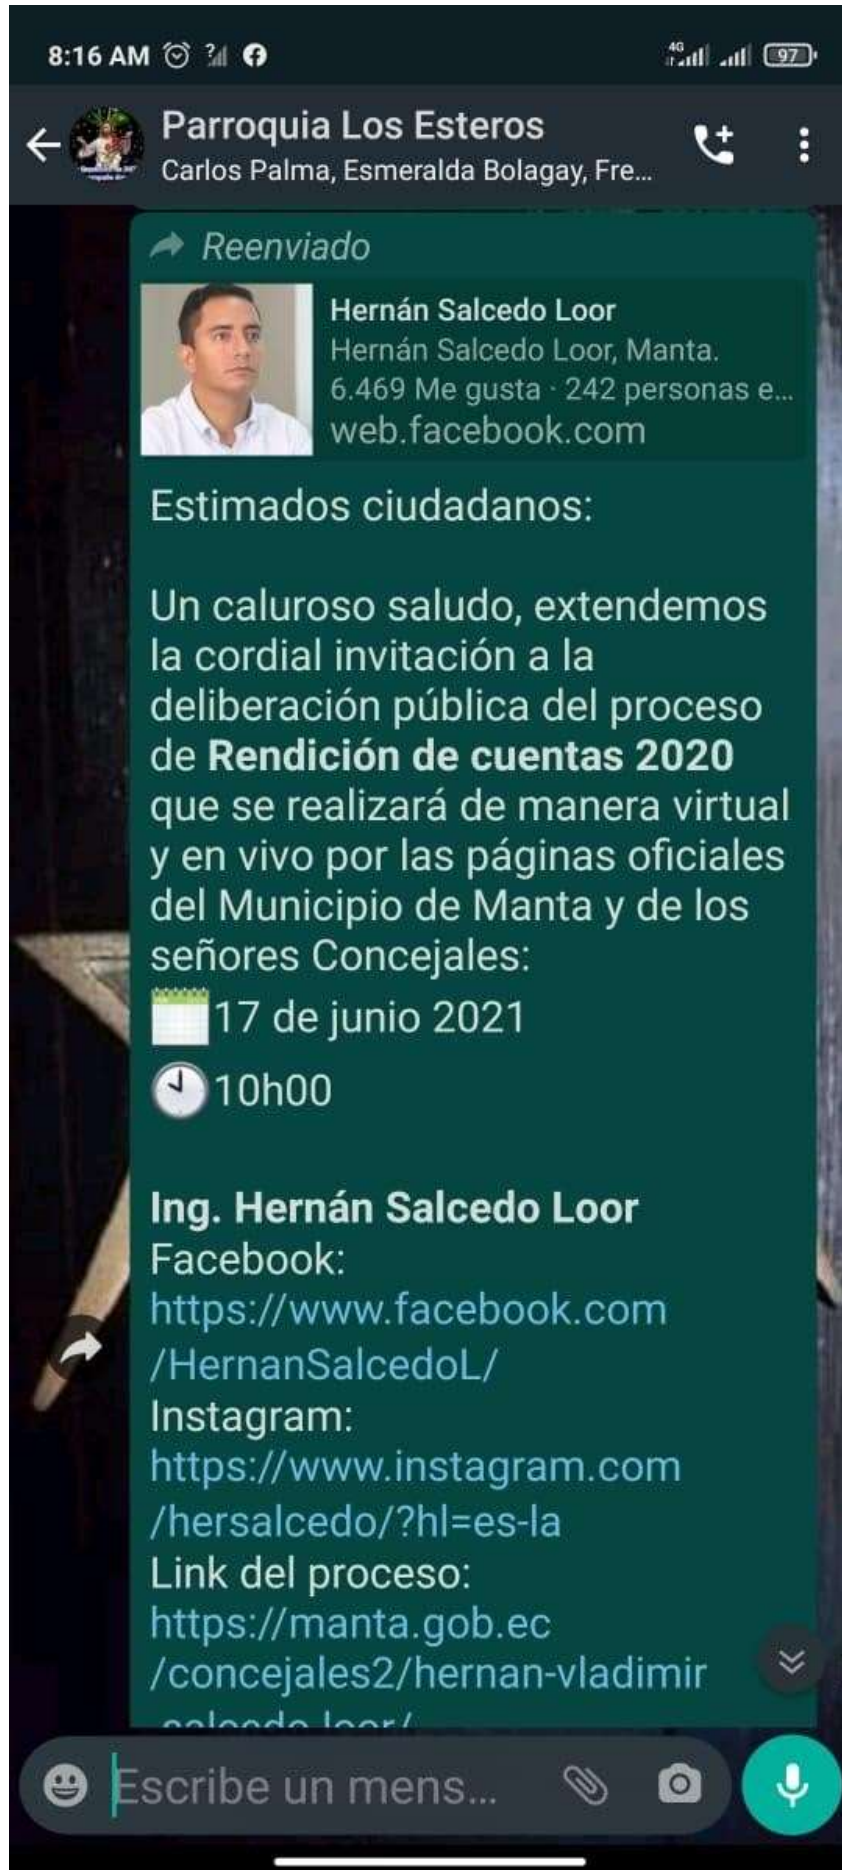 8:16 AM
4G
97
Parroquia Los Esteros
Carlos Palma, Esmeralda Bolagay, Fre...
Reenviado
Hernán Salcedo Loor
Hernán Salcedo Loor, Manta.
6.469 Me gusta · 242 personas e...
web.facebook.com
Estimados ciudadanos:
Un caluroso saludo, extendemos
la cordial invitación a la
deliberación pública del proceso
de Rendición de cuentas 2020
que se realizará de manera virtual
y en vivo por las páginas oficiales
del Municipio de Manta y de los
señores Concejales:
17 de junio 2021
10h00
Ing. Hernán Salcedo Loor
Facebook:
https://www.facebook.com
/HernanSalcedoL/
Instagram:
https://www.instagram.com
/hersalcedo/?hl=es-la
Link del proceso:
https://manta.gob.ec
/concejales2/hernan-vladimir
-salcedo-loor/
Escribe un mens...